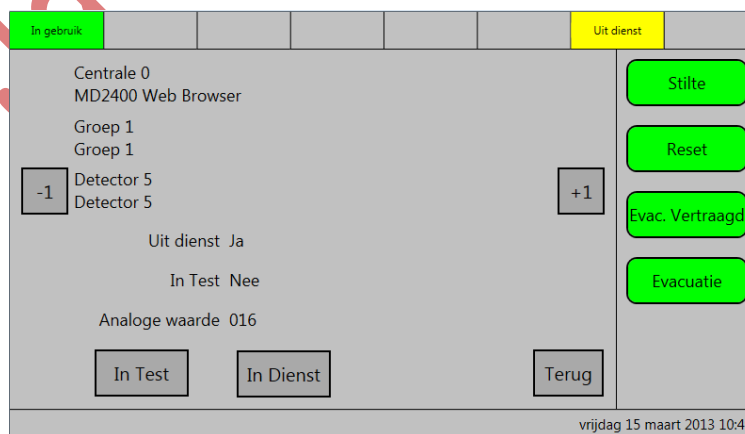 In gebruik
Uit dienst
Centrale 0
MD2400 Web Browser
Groep 1
Groep 1
-1
Detector 5
Detector 5
+1
Uit dienst Ja
In Test Nee
Analoge waarde 016
In Test
In Dienst
Terug
Stilte
Reset
Evac. Vertraagd
Evacuatie
vrijdag 15 maart 2013 10:4